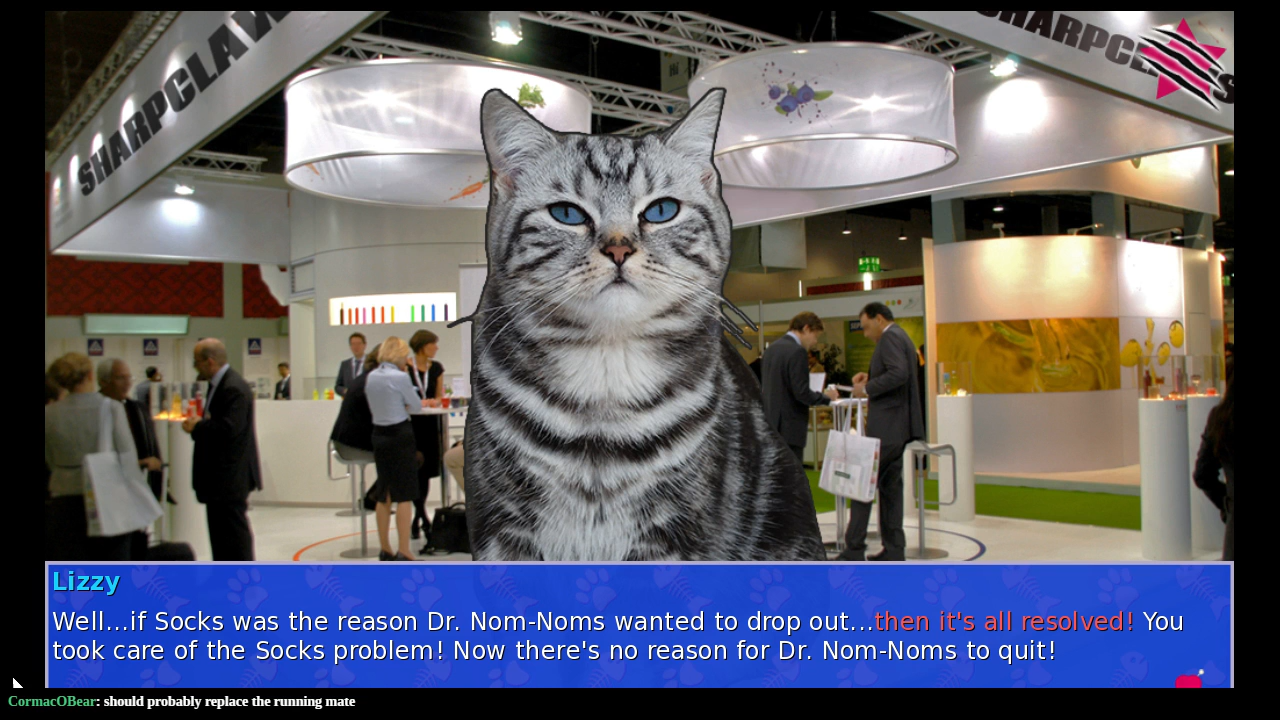 SHARPCLAW
SHARPC
Lizzy
Well...if Socks was the reason Dr. Nom-Noms wanted to drop out...then it's all resolved! You
took care of the Socks problem! Now there's no reason for Dr. Nom-Noms to quit!
CormacOBear: should probably replace the running mate